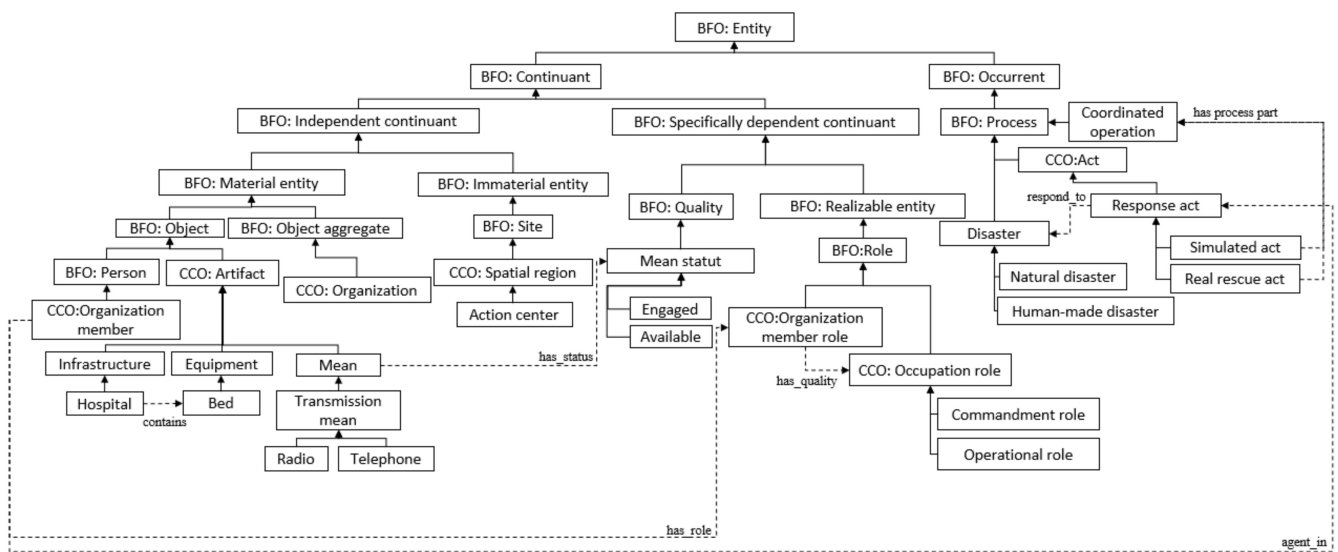 BFO: Entity
BFO: Continuant
BFO: Occurrent
BFO: Independent continuant
BFO: Specifically dependent continuant
BFO: Process
Coordinated
operation
has process part
CCO:Act
BFO: Material entity
BFO: Immaterial entity
BFO: Quality
BFO: Realizable entity
respond_to
Response act
BFO: Object
BFO: Object aggregate
BFO: Site
Disaster
BFO:Role
Simulated act
BFO: Person
CCO: Artifact
CCO: Spatial region
Mean statut
Natural disaster
Real rescue act
CCO: Organization
CCO:Organization
member
Action center
Engaged
Human-made disaster
CCO:Organization
member role
Available
Infrastructure
Equipment
Mean
has_status
CCO: Occupation role
has_quality
Hospital
contains
Bed
Transmission
mean
Commandment role
Radio
Telephone
Operational role
has_role
agent_in